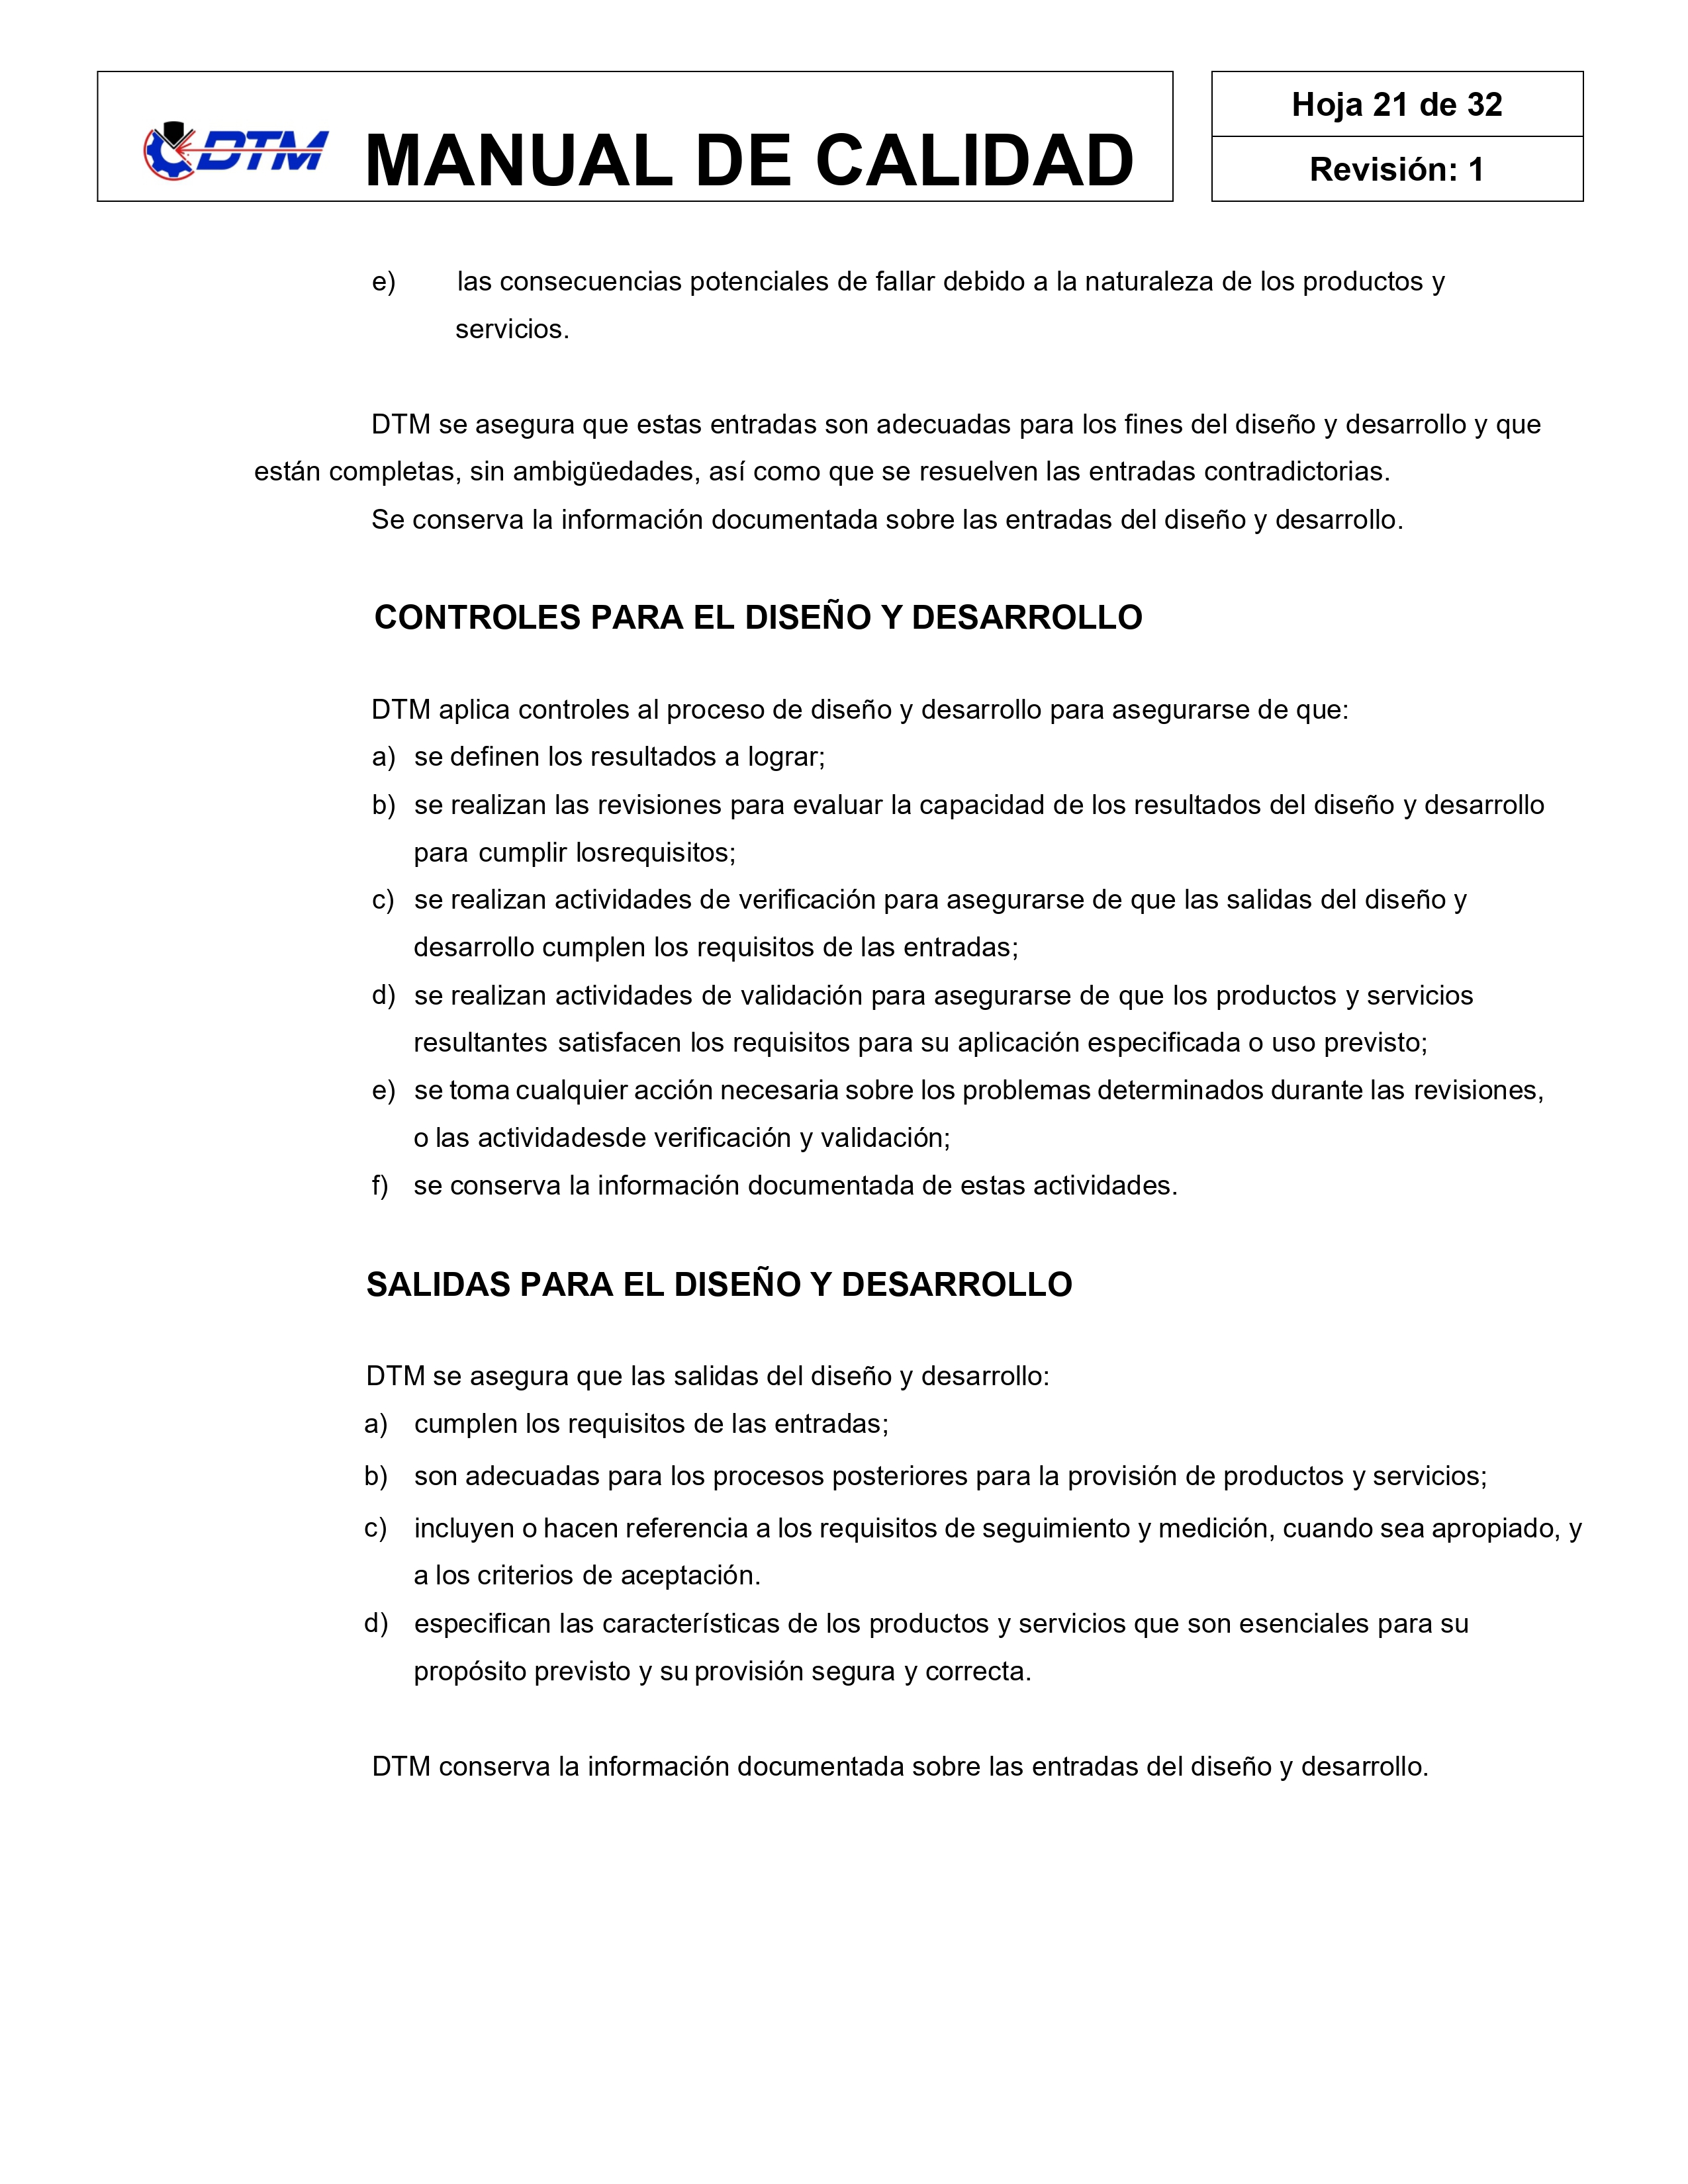 DTM
MANUAL DE CALIDAD
Hoja 21 de 32
Revisión: 1
e) las consecuencias potenciales de fallar debido a la naturaleza de los productos y
servicios.
DTM se asegura que estas entradas son adecuadas para los fines del diseño y desarrollo y que
están completas, sin ambigüedades, así como que se resuelven las entradas contradictorias.
Se conserva la información documentada sobre las entradas del diseño y desarrollo.
CONTROLES PARA EL DISEÑO Y DESARROLLO
DTM aplica controles al proceso de diseño y desarrollo para asegurarse de que:
a) se definen los resultados a lograr;
b) se realizan las revisiones para evaluar la capacidad de los resultados del diseño y desarrollo
para cumplir losrequisitos;
c) se realizan actividades de verificación para asegurarse de que las salidas del diseño y
desarrollo cumplen los requisitos de las entradas;
d) se realizan actividades de validación para asegurarse de que los productos y servicios
resultantes satisfacen los requisitos para su aplicación especificada o uso previsto;
e) se toma cualquier acción necesaria sobre los problemas determinados durante las revisiones,
o las actividadesde verificación y validación;
f) se conserva la información documentada de estas actividades.
SALIDAS PARA EL DISEÑO Y DESARROLLO
DTM se asegura que las salidas del diseño y desarrollo:
a) cumplen los requisitos de las entradas;
b) son adecuadas para los procesos posteriores para la provisión de productos y servicios;
c) incluyen o hacen referencia a los requisitos de seguimiento y medición, cuando sea apropiado, y
a los criterios de aceptación.
d) especifican las características de los productos y servicios que son esenciales para su
propósito previsto y su provisión segura y correcta.
DTM conserva la información documentada sobre las entradas del diseño y desarrollo.